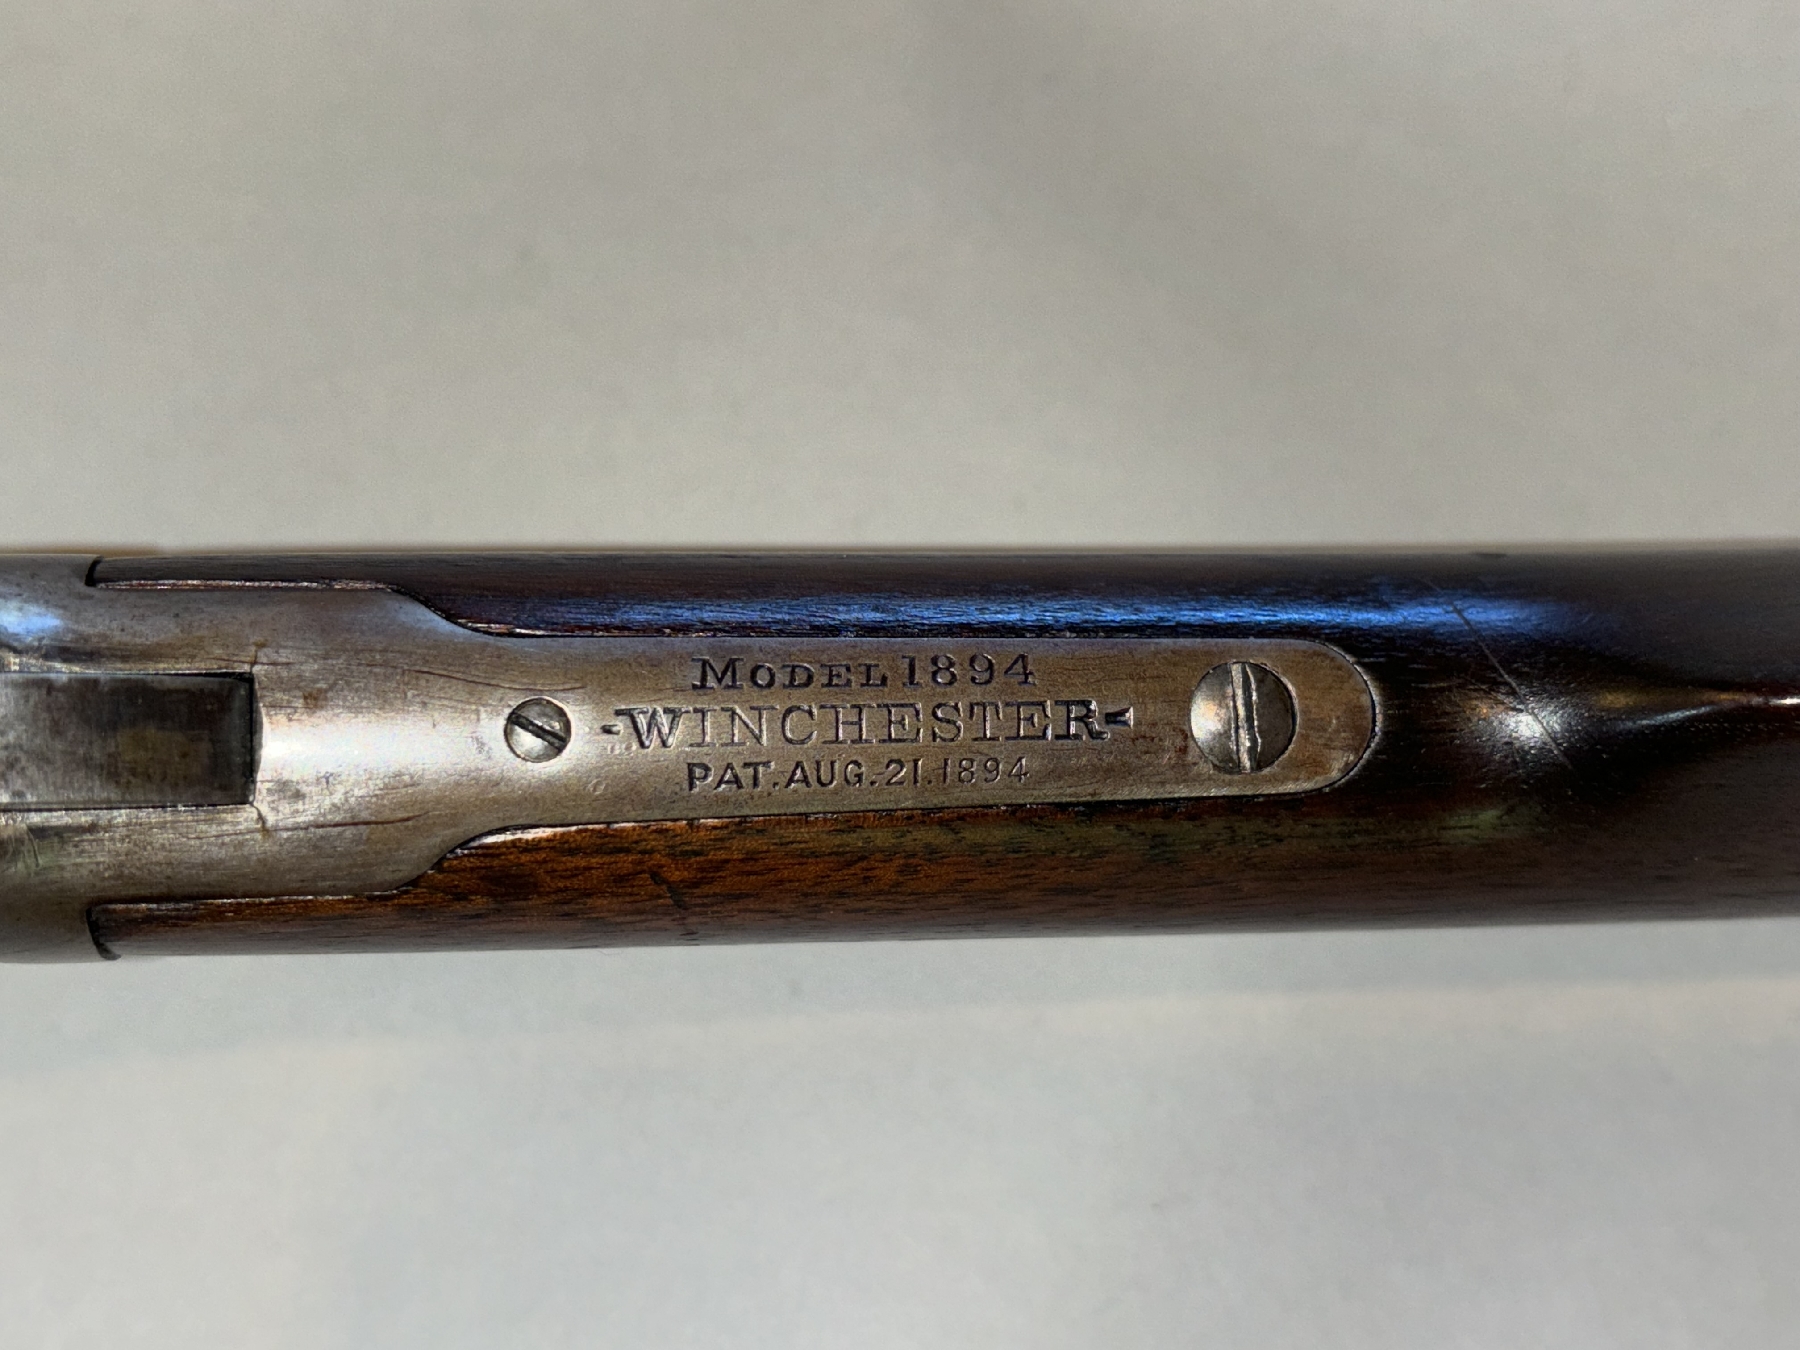 MODEL 1894
-WINCHESTER-
PAT. AUG. 21. 1894